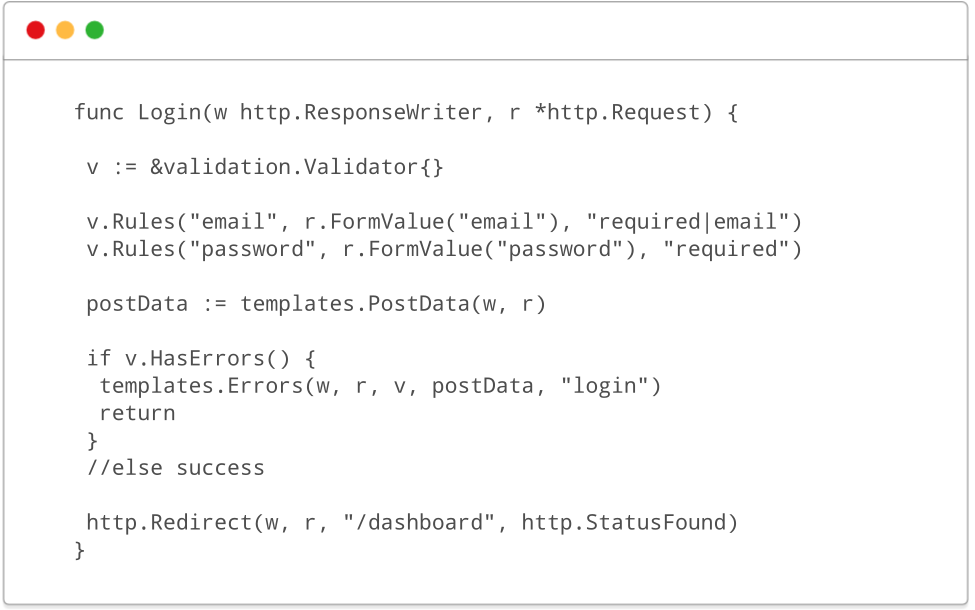 func Login(w http.ResponseWriter, r *http.Request) {
v := &validation.Validator{}
v.Rules("email", r.FormValue("email"), "required|email")
v.Rules("password", r.FormValue("password"), "required")
postData := templates.PostData(w, r)
if v.HasErrors() {
templates.Errors(w, r, v, postData, "login")
return
}
//else success
http.Redirect(w, r, "/dashboard", http.StatusFound)
}